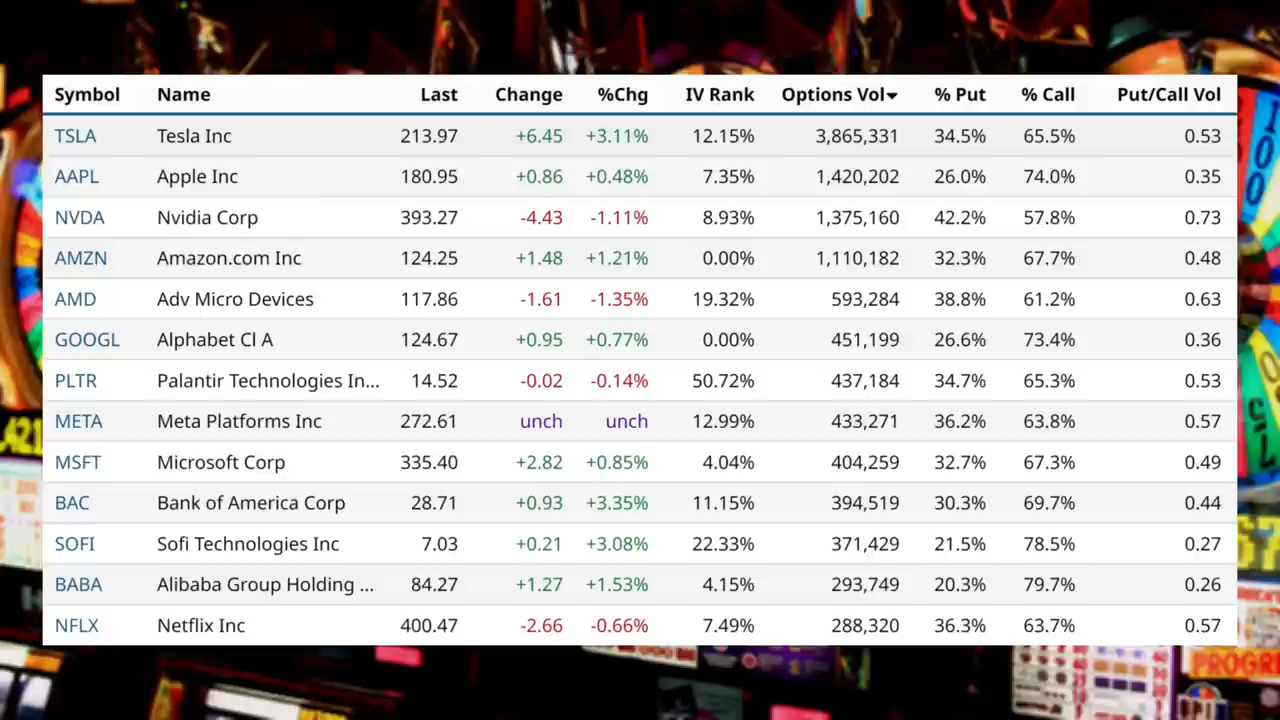 Symbol Name Last Change %Chg IV Rank Options Vol % Put % Call Put/Call Vol
TSLA Tesla Inc 213.97 +6.45 +3.11% 12.15% 3,865,331 34.5% 65.5% 0.53
AAPL Apple Inc 180.95 +0.86 +0.48% 7.35% 1,420,202 26.0% 74.0% 0.35
NVDA Nvidia Corp 393.27 -4.43 -1.11% 8.93% 1,375,160 42.2% 57.8% 0.73
AMZN Amazon.com Inc 124.25 +1.48 +1.21% 0.00% 1,110,182 32.3% 67.7% 0.48
AMD Adv Micro Devices 117.86 -1.61 -1.35% 19.32% 593,284 38.8% 61.2% 0.63
GOOGL Alphabet Cl A 124.67 +0.95 +0.77% 0.00% 451,199 26.6% 73.4% 0.36
PLTR Palantir Technologies In... 14.52 -0.02 -0.14% 50.72% 437,184 34.7% 65.3% 0.53
META Meta Platforms Inc 272.61 unch unch 12.99% 433,271 36.2% 63.8% 0.57
MSFT Microsoft Corp 335.40 +2.82 +0.85% 4.04% 404,259 32.7% 67.3% 0.49
BAC Bank of America Corp 28.71 +0.93 +3.35% 11.15% 394,519 30.3% 69.7% 0.44
SOFI Sofi Technologies Inc 7.03 +0.21 +3.08% 22.33% 371,429 21.5% 78.5% 0.27
BABA Alibaba Group Holding ... 84.27 +1.27 +1.53% 4.15% 293,749 20.3% 79.7% 0.26
NFLX Netflix Inc 400.47 -2.66 -0.66% 7.49% 288,320 36.3% 63.7% 0.57